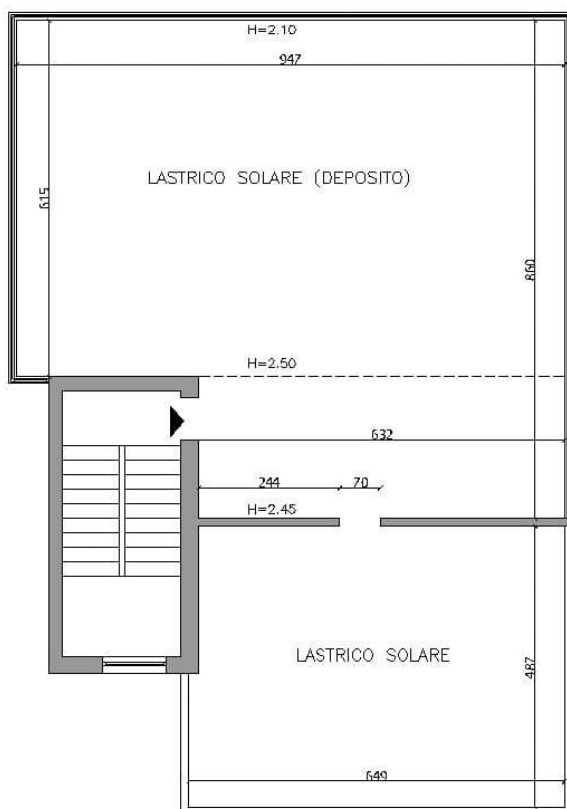 H=2.10
947
LASTRICO SOLARE (DEPOSITO)
615
860
H=2.50
632
244
70
H=2.45
LASTRICO SOLARE
487
649